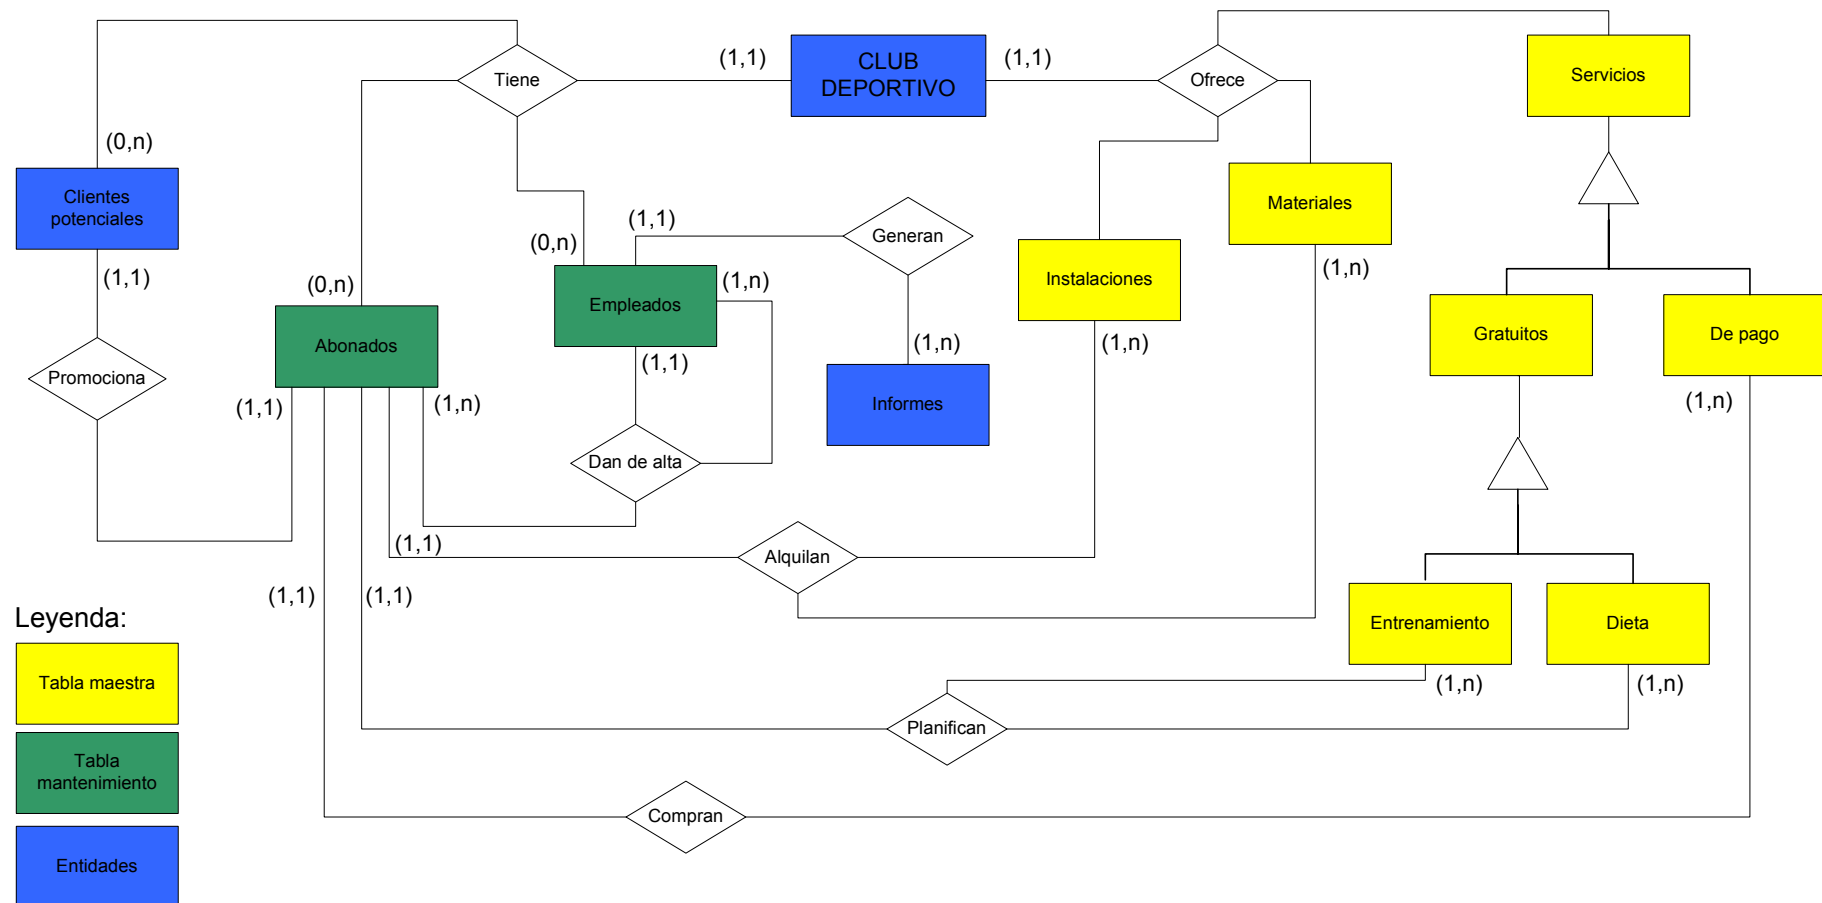 (1,1)
CLUB
DEPORTIVO
(1,1)
Tiene
Ofrece
Servicios
(0,n)
Clientes
potenciales
(1,1)
Materiales
(1,1)
Generan
(0,n)
(1,n)
(1,n)
(0,n)
Empleados
Instalaciones
Abonados
(1,1)
(1,n)
(1,n)
Gratuitos
De pago
Promociona
(1,1)
(1,n)
Informes
(1,n)
Dan de alta
(1,1)
Alquilan
(1,1)
(1,1)
Leyenda:
Entrenamiento
Dieta
Tabla maestra
(1,n)
(1,n)
Planifican
Tabla
mantenimiento
Compran
Entidades